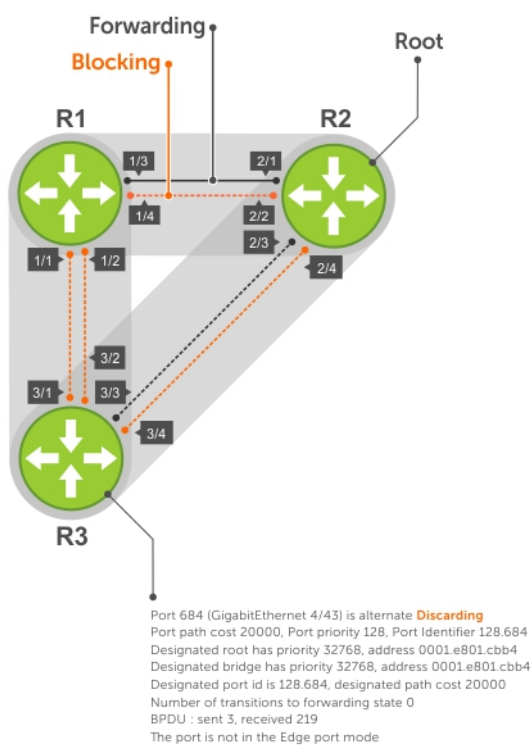 Forwarding
Blocking
Root
R1
R2
1/3
2/1
1/4
2/2
2/3
2/4
1/1
1/2
3/2
3/1
3/3
3/4
R3
Port 684 (GigabitEthernet 4/43) is alternate Discarding
Port path cost 20000, Port priority 128, Port Identifier 128.684
Designated root has priority 32768, address 0001.e801.cbb4
Designated bridge has priority 32768, address 0001.e801.cbb4
Designated port id is 128.684, designated path cost 20000
Number of transitions to forwarding state 0
BPDU : sent 3, received 219
The port is not in the Edge port mode